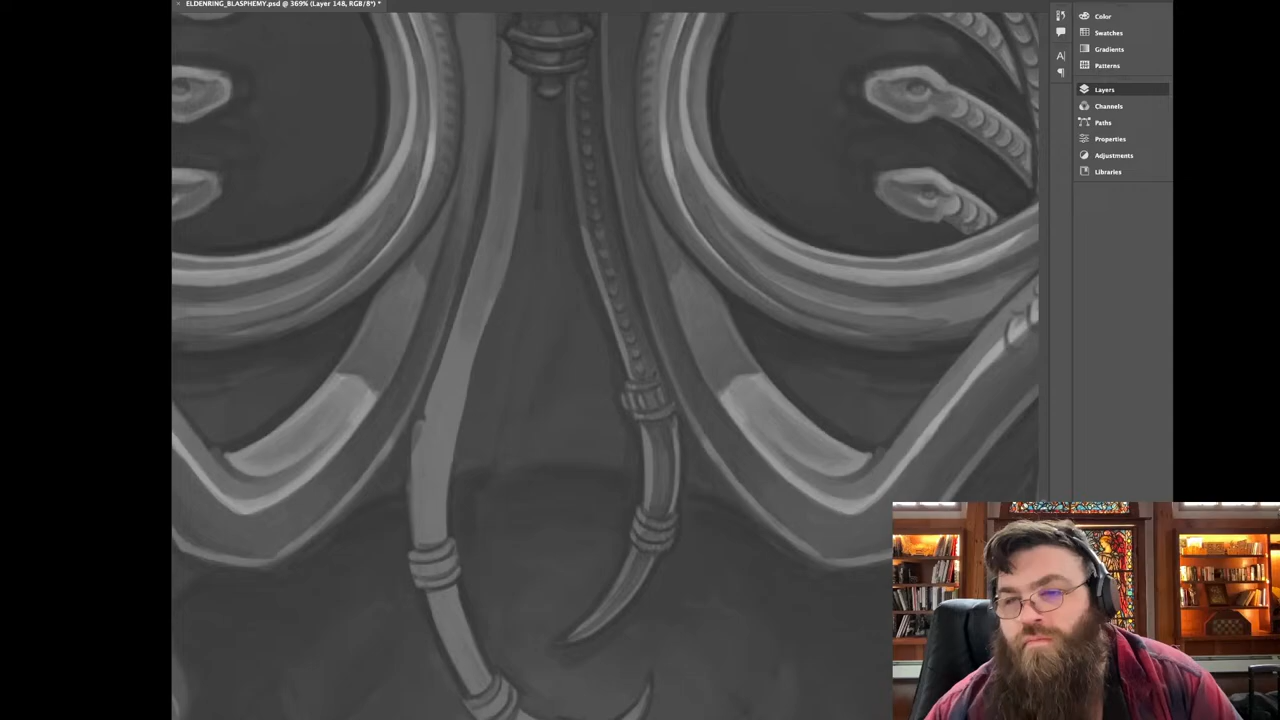 ELDENRING_BLASPHEMY.psd @ 369% (Layer 148, RGB/8*) *
Color
Swatches
Gradients
Patterns
Layers
Channels
Paths
Properties
Adjustments
Libraries